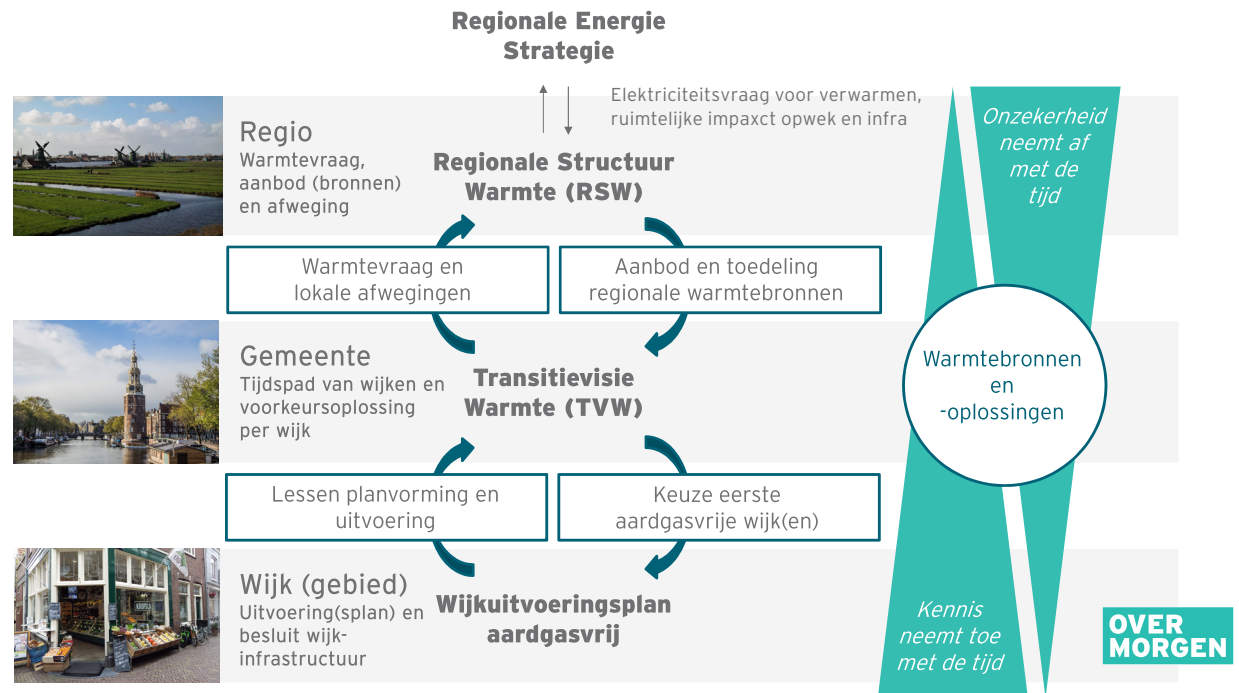 Regionale Energie
Strategie
Elektriciteitsvraag voor verwarmen,
ruimtelijke impaxct opwek en infra
Regio
Warmtevraag,
aanbod (bronnen)
en afweging
Regionale Structuur
Warmte (RSW)
Warmtevraag en
lokale afwegingen
Aanbod en toedeling
regionale warmtebronnen
Gemeente
Tijdspad van wijken en
voorkeursoplossing
per wijk
Transitievisie
Warmte (TVW)
Lessen planvorming en
uitvoering
Keuze eerste
aardgasvrije wijk(en)
Wijk (gebied)
Uitvoering(splan) en
besluit wijk-
infrastructuur
Wijkuitvoeringsplan
aardgasvrij
Onzekerheid
neemt af
met de
tijd
Warmtebronnen
en
-oplossingen
Kennis
neemt toe
met de tijd
OVER
MORGEN